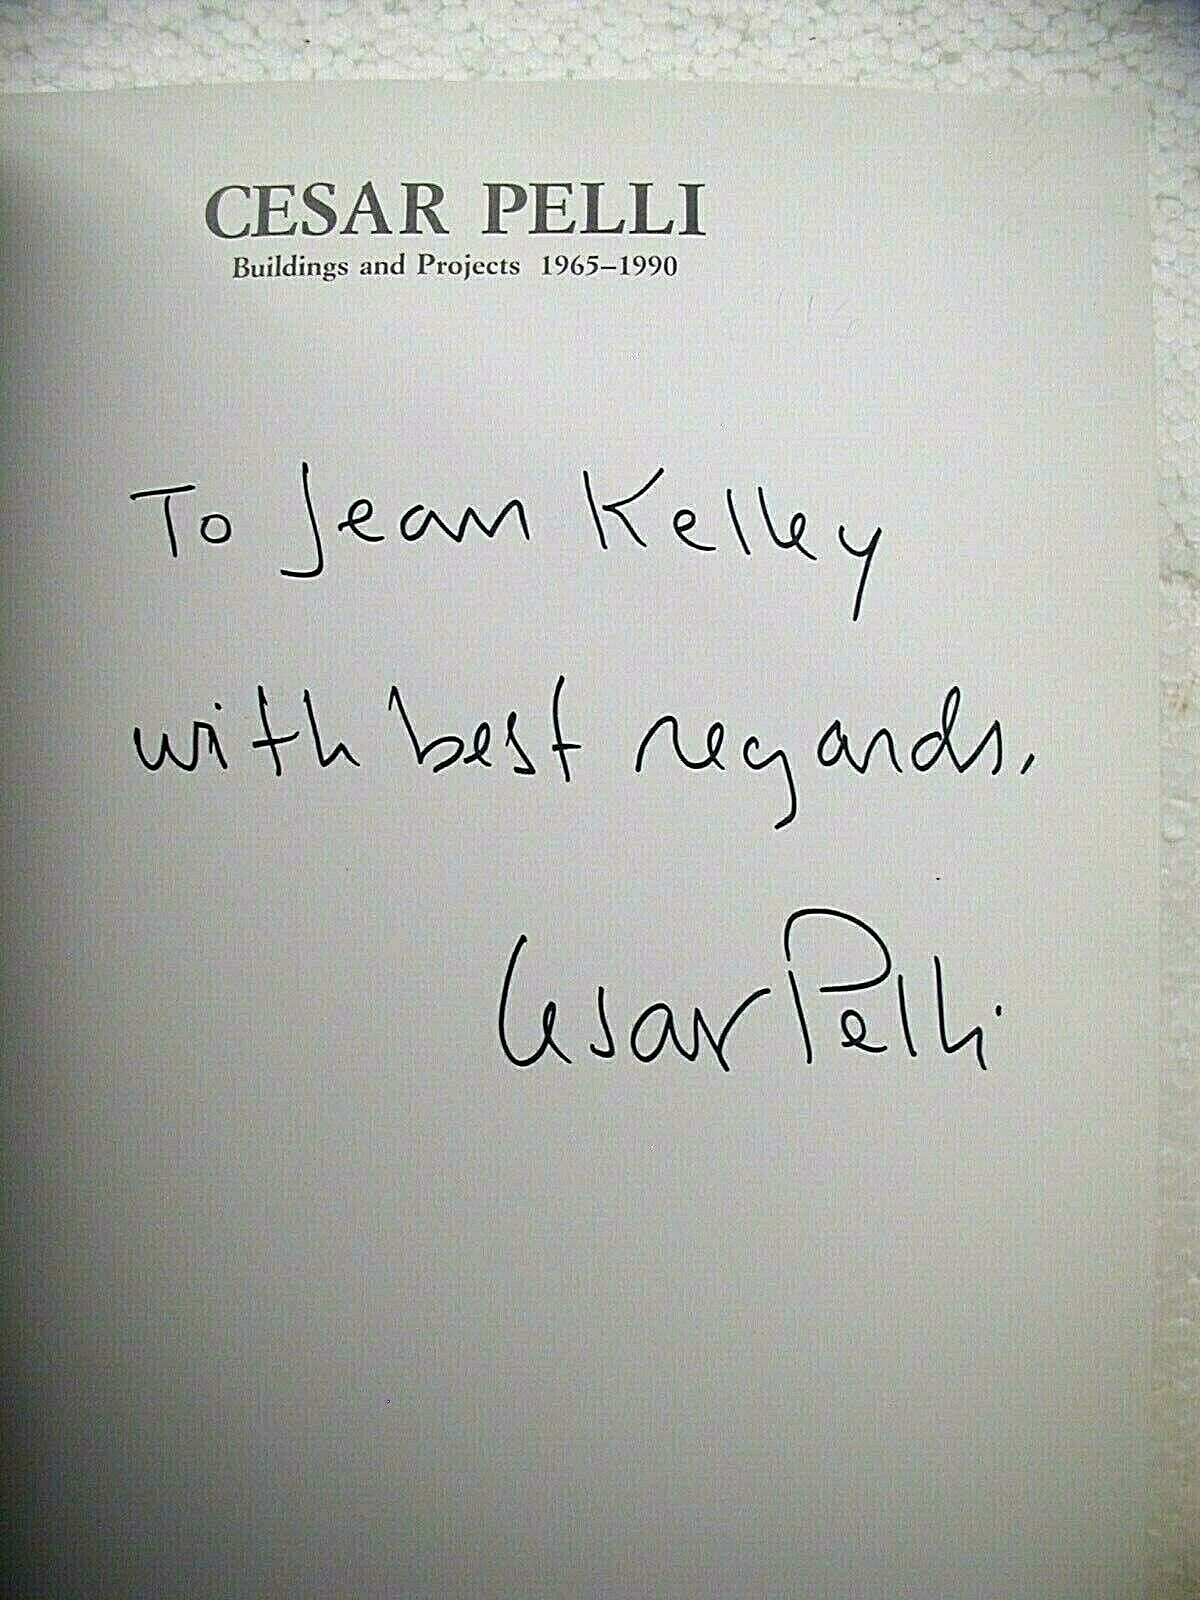 CESAR PELLI
Buildings and Projects 1965–1990
To Jean Kelley
with best regards,
Cesar Pelli